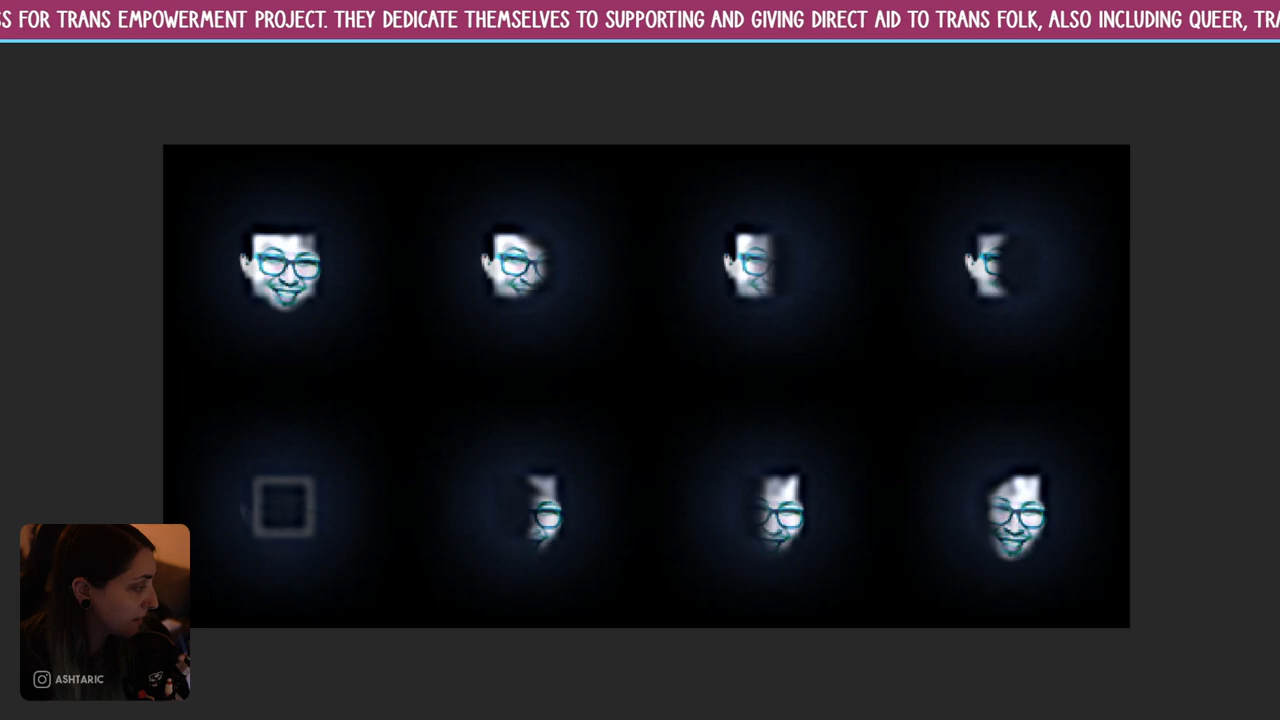 FOR TRANS EMPOWERMENT PROJECT. THEY DEDICATE THEMSELVES TO SUPPORTING AND GIVING DIRECT AID TO TRANS FOLK, ALSO INCLUDING QUEER,
ASHTARIC